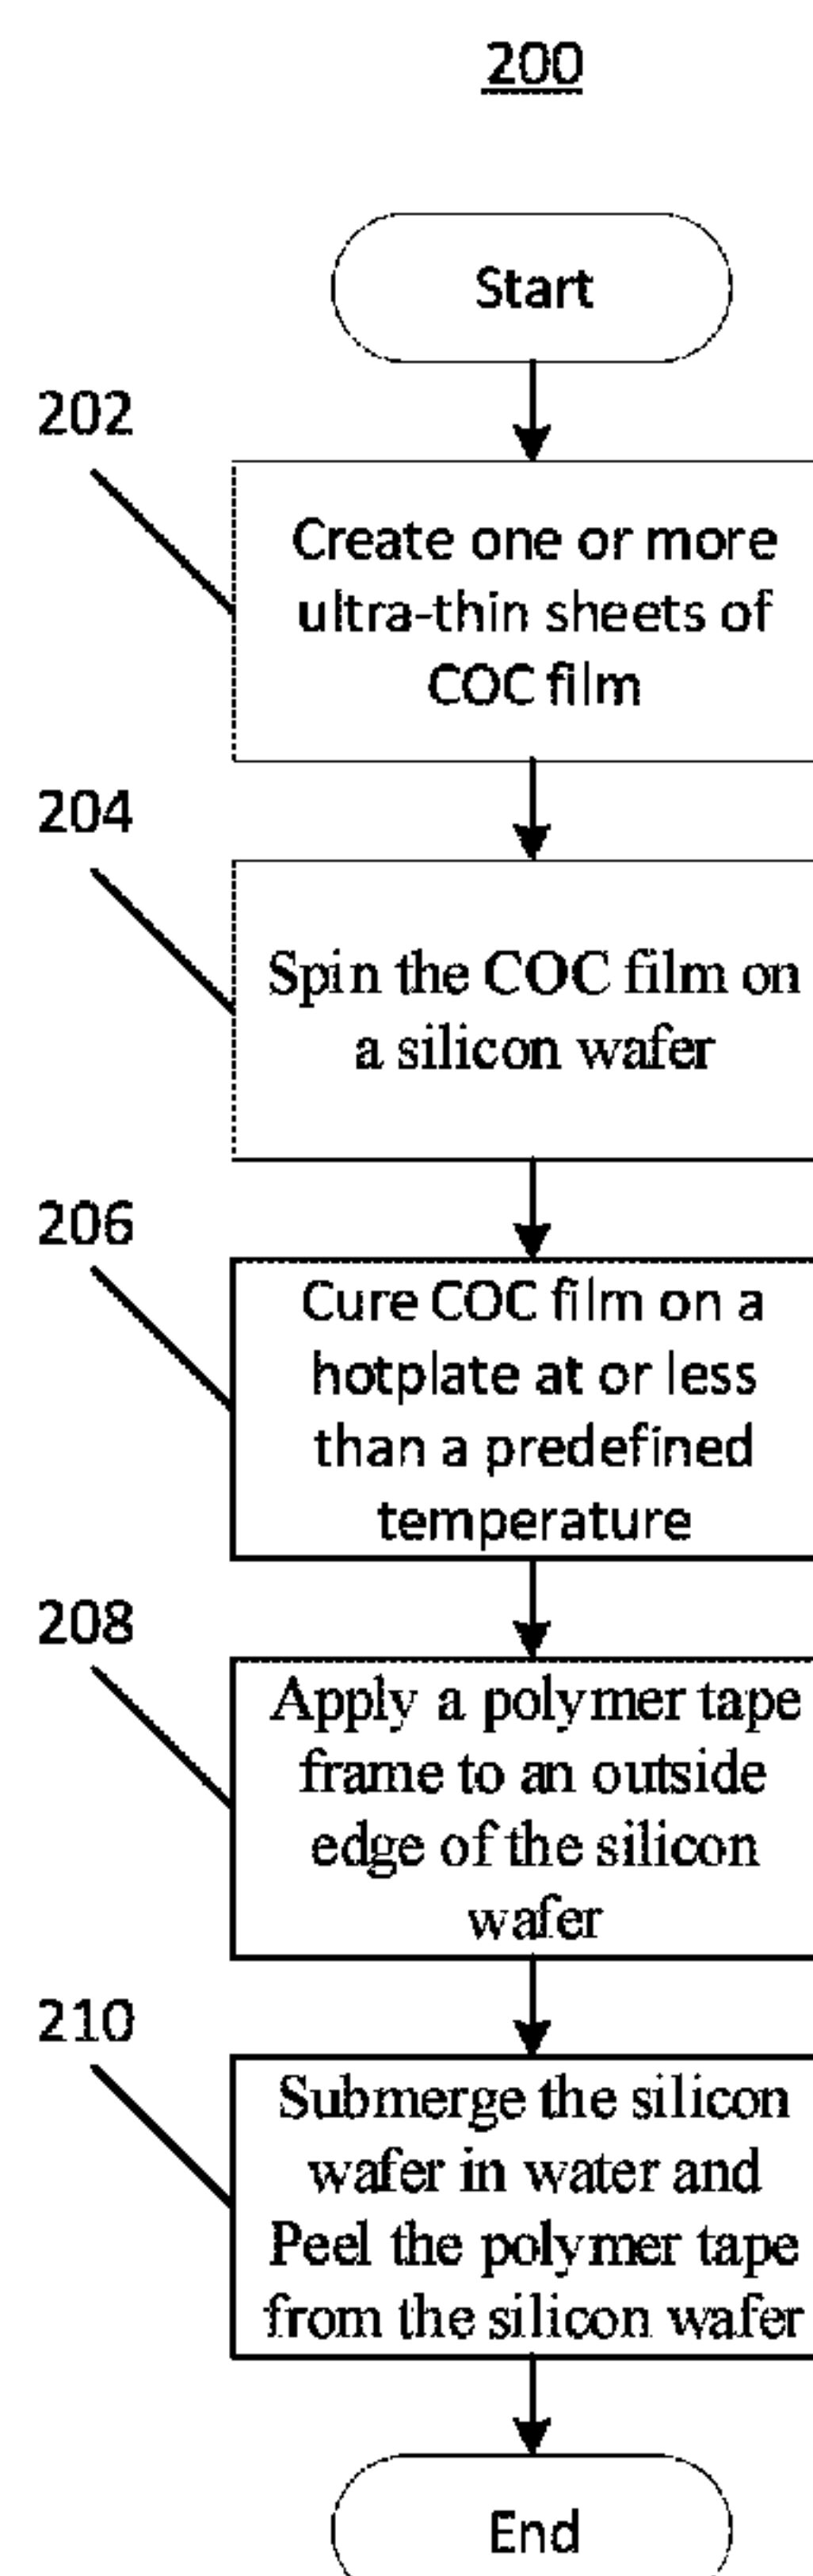 200
Start
202
Create one or more
ultra-thin sheets of
COC film
204
Spin the COC film on
a silicon wafer
206
Cure COC film on a
hotplate at or less
than a predefined
temperature
208
Apply a polymer tape
frame to an outside
edge of the silicon
wafer
210
Submerge the silicon
wafer in water and
Peel the polymer tape
from the silicon wafer
End